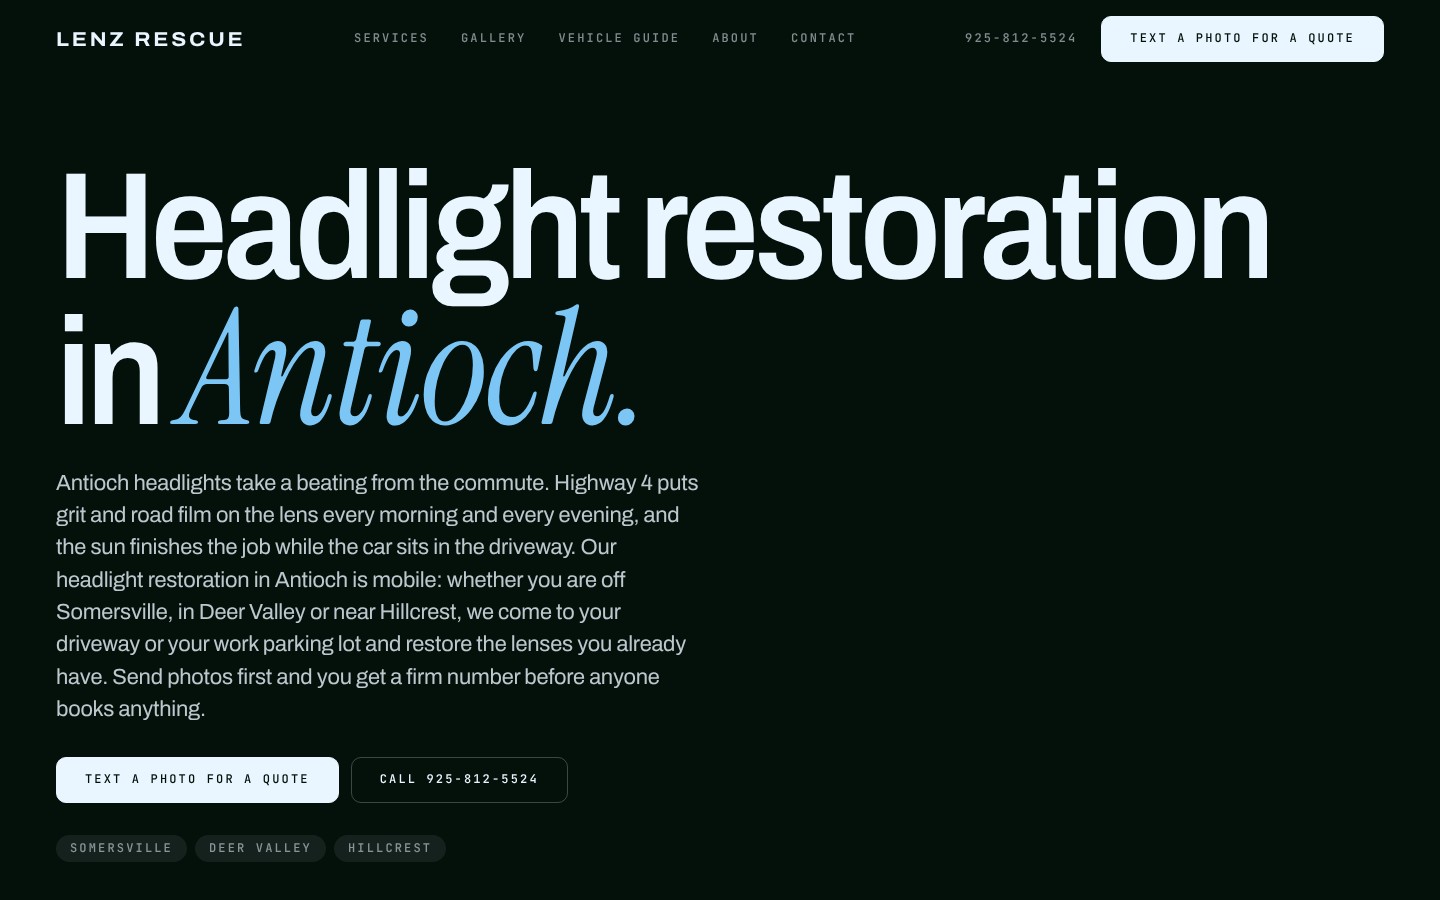 LENZ RESCUE
SERVICES GALLERY VEHICLE GUIDE ABOUT CONTACT
925-812-5524
TEXT A PHOTO FOR A QUOTE
Headlight restoration
in Antioch.
Antioch headlights take a beating from the commute. Highway 4 puts
grit and road film on the lens every morning and every evening, and
the sun finishes the job while the car sits in the driveway. Our
headlight restoration in Antioch is mobile: whether you are off
Somersville, in Deer Valley or near Hillcrest, we come to your
driveway or your work parking lot and restore the lenses you already
have. Send photos first and you get a firm number before anyone
books anything.
TEXT A PHOTO FOR A QUOTE
CALL 925-812-5524
SOMERSVILLE DEER VALLEY HILLCREST